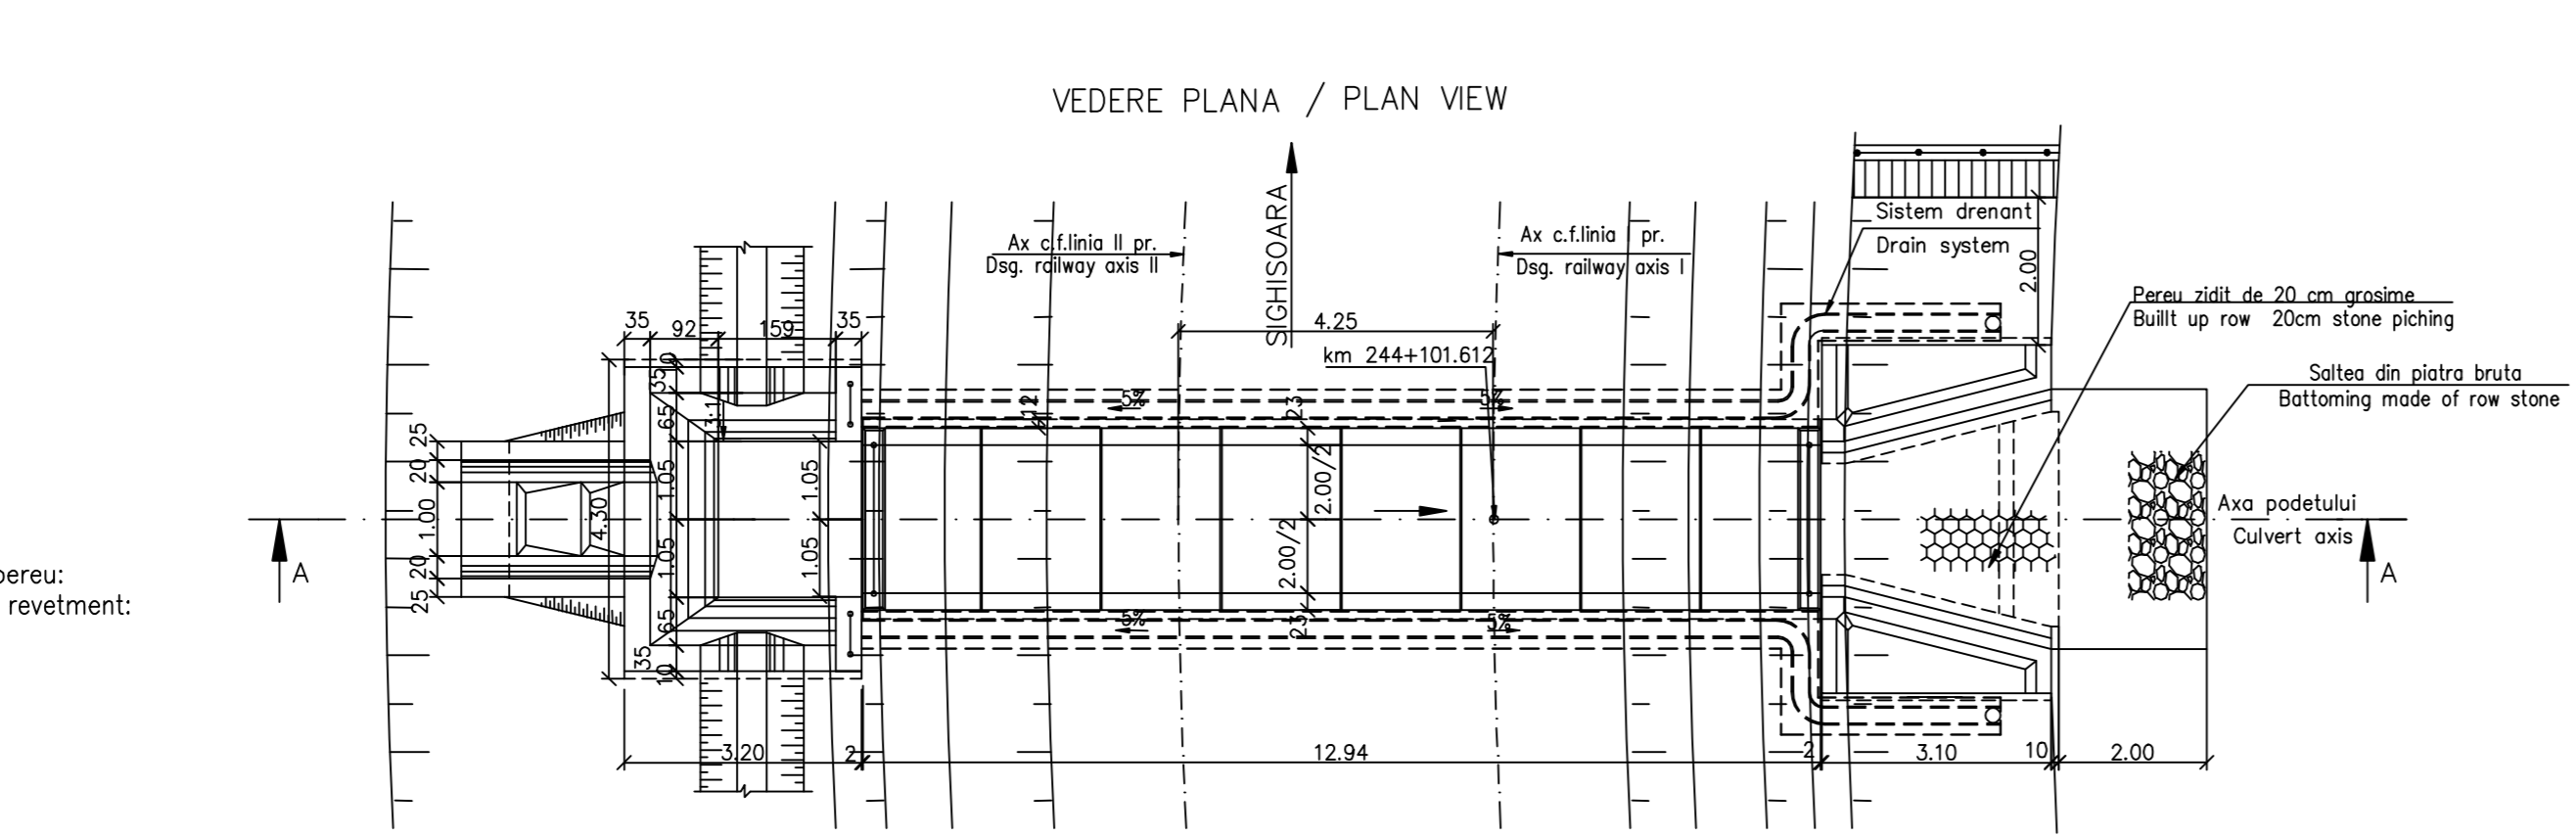 VEDERE PLANA / PLAN VIEW
SIGHISOARA
Ax c.f.linia II pr.
Dsg. railway axis II
Ax c.f.linia I pr.
Dsg. railway axis I
Sistem drenant
Drain system
2.00
Pereu zidit de 20 cm grosime
Buillt up row 20cm stone piching
Saltea din piatra bruta
Battoming made of row stone
4.25
km 244+101.612
35 92 159 35
10
35
65
1.05
1.05
65
35
10
4.30
25
20
1.00
20
25
1.05
1.05
5%
5%
12
23
2.00/2
2.00/2
23
5%
5%
Axa podetului
Culvert axis
A
A
pereu:
revetment:
3.20 2 12.94 2 3.10 10 2.00